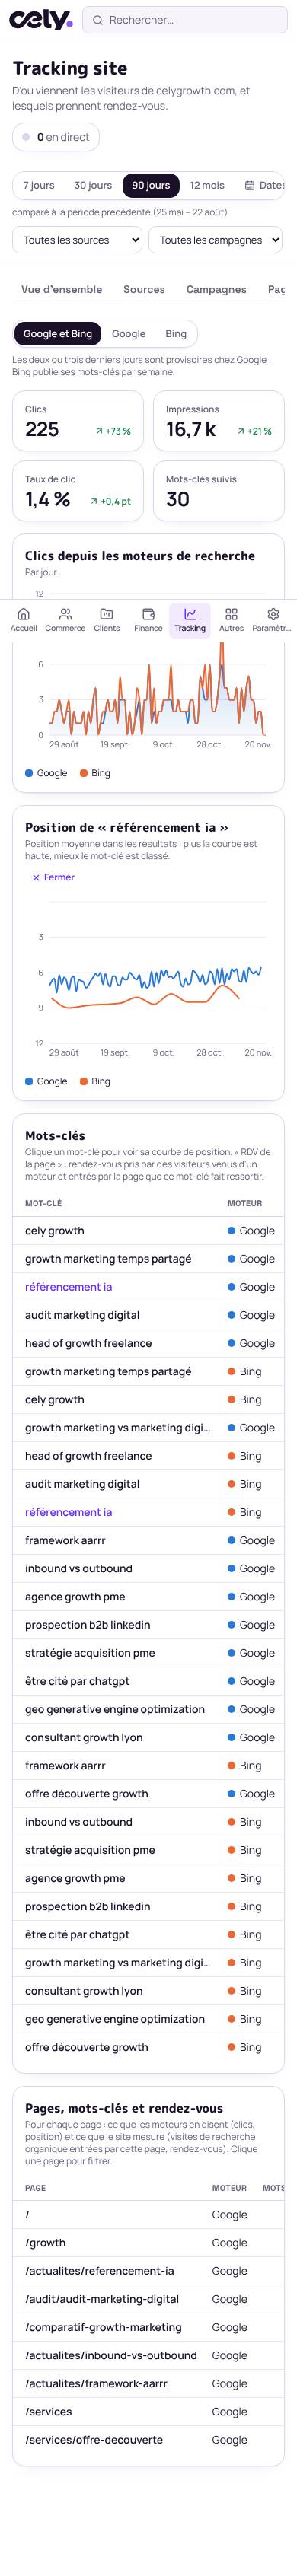 cely.
Rechercher...
Tracking site
D'où viennent les visiteurs de celygrowth.com, et
lesquels prennent rendez-vous.
0 en direct
7 jours 30 jours 90 jours 12 mois Dates
comparé à la période précédente (25 mai – 22 août)
Toutes les sources Toutes les campagnes
Vue d'ensemble Sources Campagnes Pag
Google et Bing Google Bing
Les deux ou trois derniers jours sont provisoires chez Google ;
Bing publie ses mots-clés par semaine.
Clics Impressions
225 +73 % 16,7 k +21 %
Taux de clic Mots-clés suivis
1,4 % +0,4 pt 30
Clics depuis les moteurs de recherche
Par jour.
12
Accueil Commerce Clients Finance Tracking Autres Paramètr...
6
3
0
29 août 19 sept. 9 oct. 28 oct. 20 nov.
Google Bing
Position de « référencement ia »
Position moyenne dans les résultats : plus la courbe est
haute, mieux le mot-clé est classé.
Fermer
3
6
9
12
29 août 19 sept. 9 oct. 28 oct. 20 nov.
Google Bing
Mots-clés
Clique un mot-clé pour voir sa courbe de position. « RDV de
la page » : rendez-vous pris par des visiteurs venus d'un
moteur et entrés par la page que ce mot-clé fait ressortir.
MOT-CLÉ MOTEUR
cely growth Google
growth marketing temps partagé Google
référencement ia Google
audit marketing digital Google
head of growth freelance Google
growth marketing temps partagé Bing
cely growth Bing
growth marketing vs marketing digi... Google
head of growth freelance Bing
audit marketing digital Bing
référencement ia Bing
framework aarrr Google
inbound vs outbound Google
agence growth pme Google
prospection b2b linkedin Google
stratégie acquisition pme Google
être cité par chatgpt Google
geo generative engine optimization Google
consultant growth lyon Google
framework aarrr Bing
offre découverte growth Google
inbound vs outbound Bing
stratégie acquisition pme Bing
agence growth pme Bing
prospection b2b linkedin Bing
être cité par chatgpt Bing
growth marketing vs marketing digi... Bing
consultant growth lyon Bing
geo generative engine optimization Bing
offre découverte growth Bing
Pages, mots-clés et rendez-vous
Pour chaque page : ce que les moteurs en disent (clics,
position) et ce que le site mesure (visites de recherche
organique entrées par cette page, rendez-vous). Clique
une page pour filtrer.
PAGE MOTEUR MOTS
/ Google
/growth Google
/actualites/referencement-ia Google
/audit/audit-marketing-digital Google
/comparatif-growth-marketing Google
/actualites/inbound-vs-outbound Google
/actualites/framework-aarrr Google
/services Google
/services/offre-decouverte Google